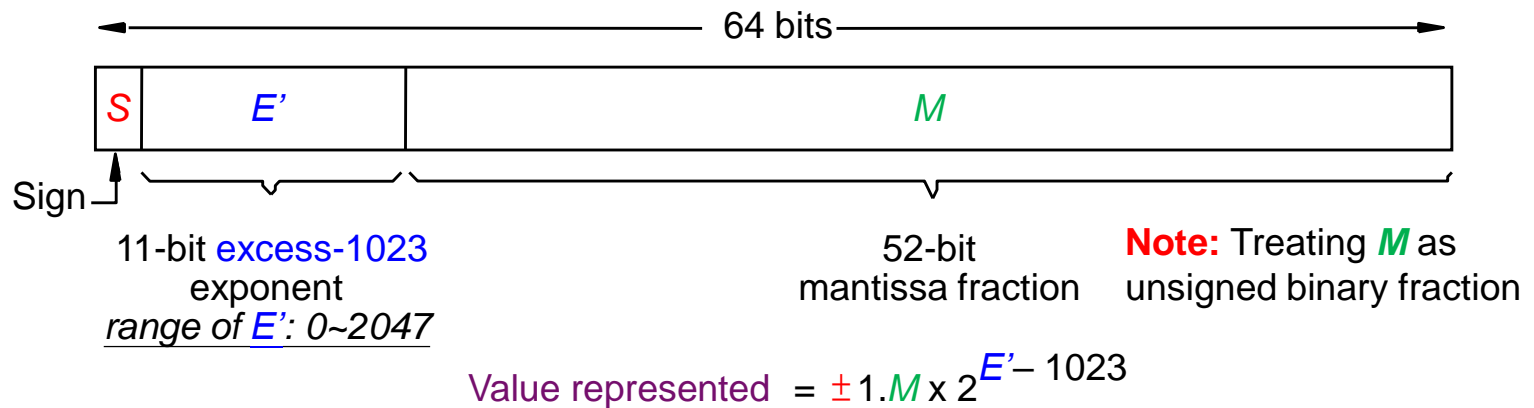 64 bits
S E’ M
Sign
11-bit excess-1023
exponent
range of E’: 0~2047
52-bit
mantissa fraction
Note: Treating M as
unsigned binary fraction
Value represented = ±1.M x 2^E’– 1023